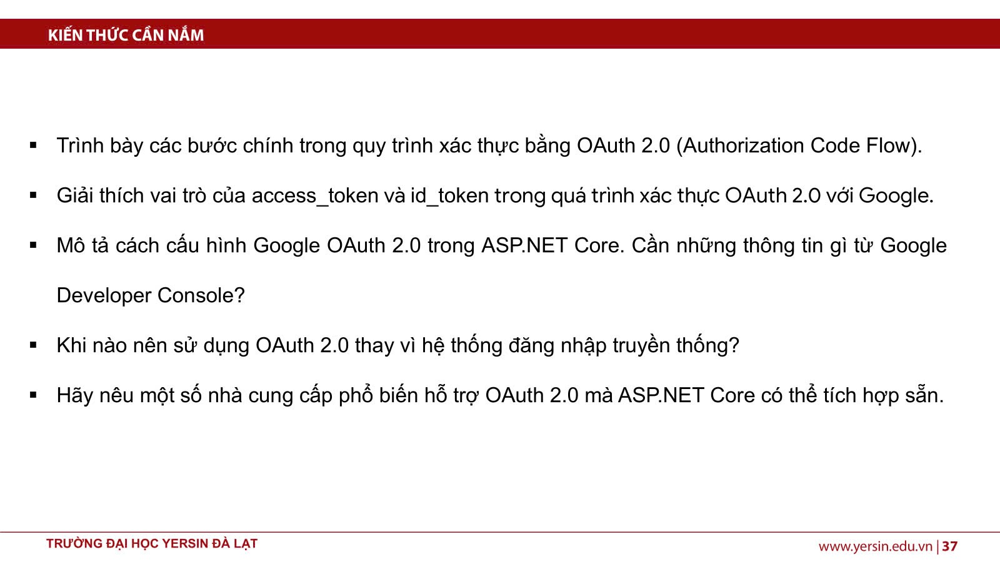 KIẾN THỨC CẦN NẮM
▪ Trình bày các bước chính trong quy trình xác thực bằng OAuth 2.0 (Authorization Code Flow).
▪ Giải thích vai trò của access_token và id_token trong quá trình xác thực OAuth 2.0 với Google.
▪ Mô tả cách cấu hình Google OAuth 2.0 trong ASP.NET Core. Cần những thông tin gì từ Google
Developer Console?
▪ Khi nào nên sử dụng OAuth 2.0 thay vì hệ thống đăng nhập truyền thống?
▪ Hãy nêu một số nhà cung cấp phổ biến hỗ trợ OAuth 2.0 mà ASP.NET Core có thể tích hợp sẵn.
TRƯỜNG ĐẠI HỌC YERSIN ĐÀ LẠT
www.yersin.edu.vn | 37